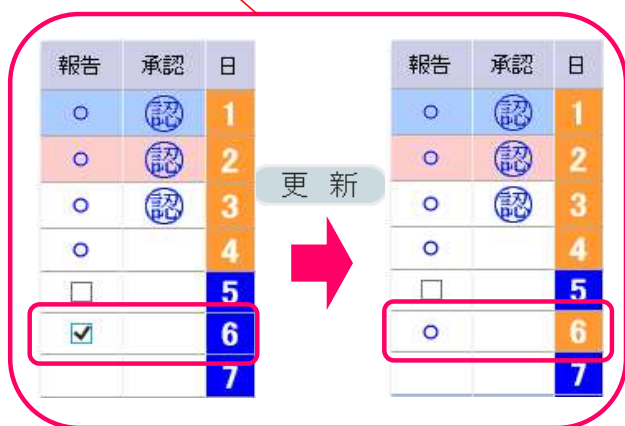 報告 承認 日
○ 認 1
○ 認 2
○ 認 3
○ 4
5
6
7
更 新
報告 承認 日
○ 認 1
○ 認 2
○ 認 3
○ 4
5
○ 6
7